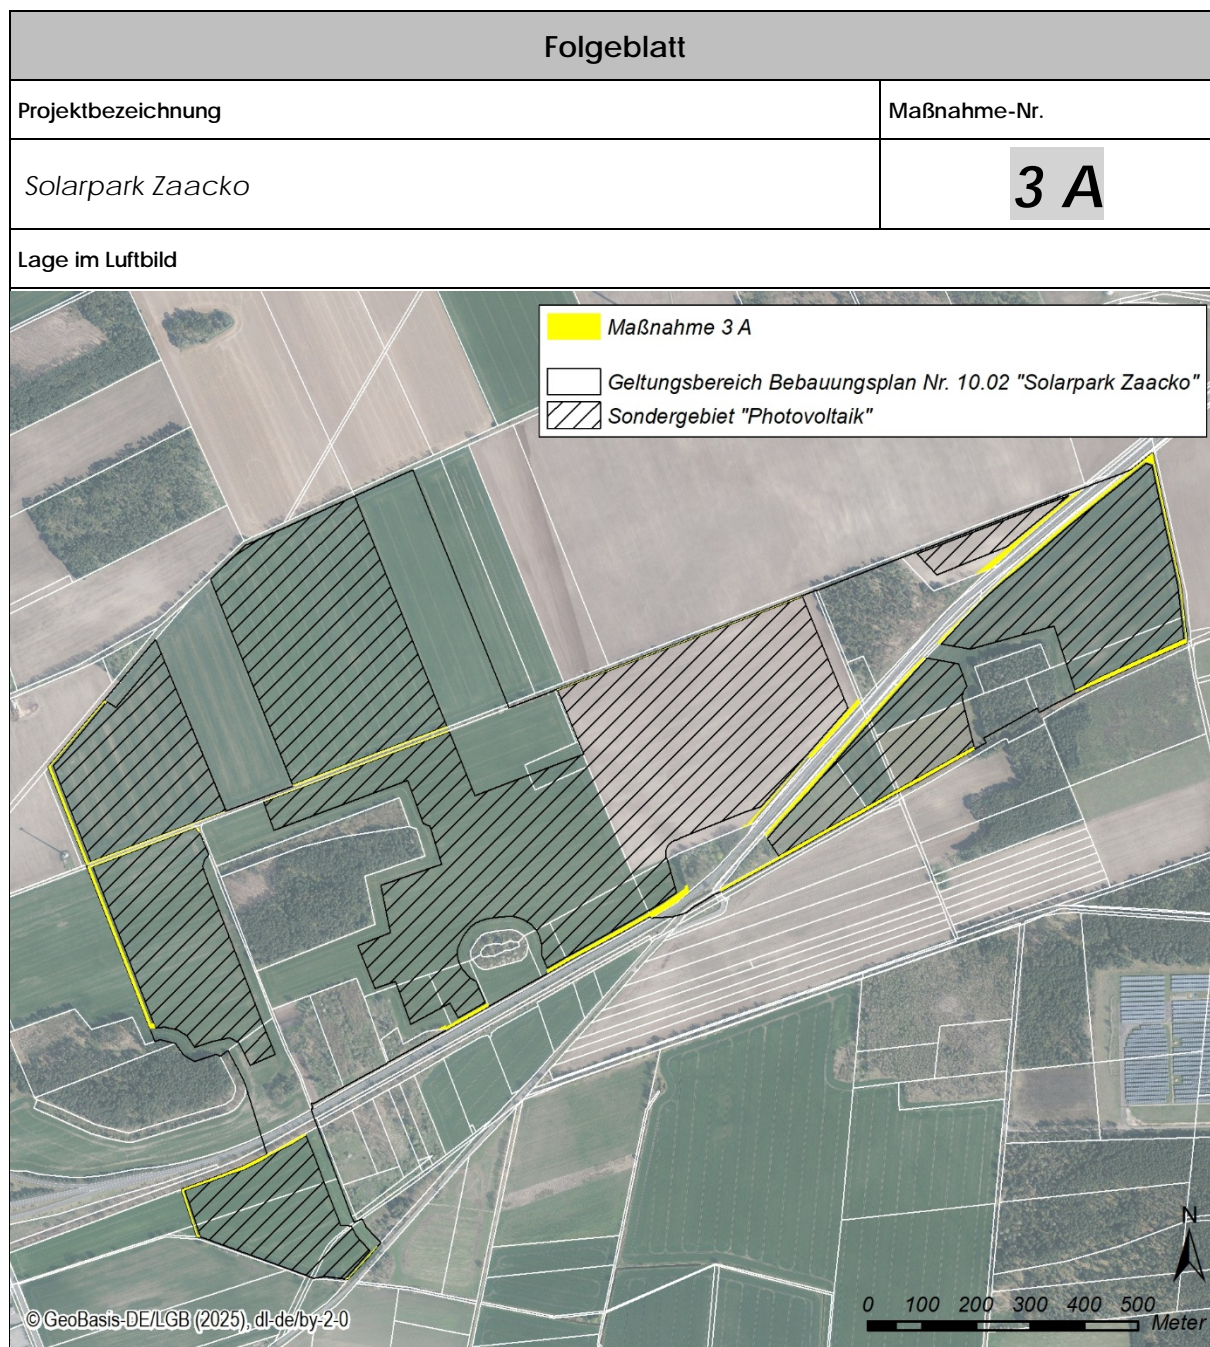 Folgeblatt
Projektbezeichnung
Maßnahme-Nr.
Solarpark Zaacko
3 A
Lage im Luftbild
Maßnahme 3 A
Geltungsbereich Bebauungsplan Nr. 10.02 "Solarpark Zaacko"
Sondergebiet "Photovoltaik"
N
0 100 200 300 400 500
Meter
© GeoBasis-DE/LGB (2025), dl-de/by-2-0